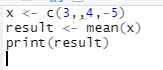 x <- c(3,,4,-5)
result <- mean(x)
print(result)